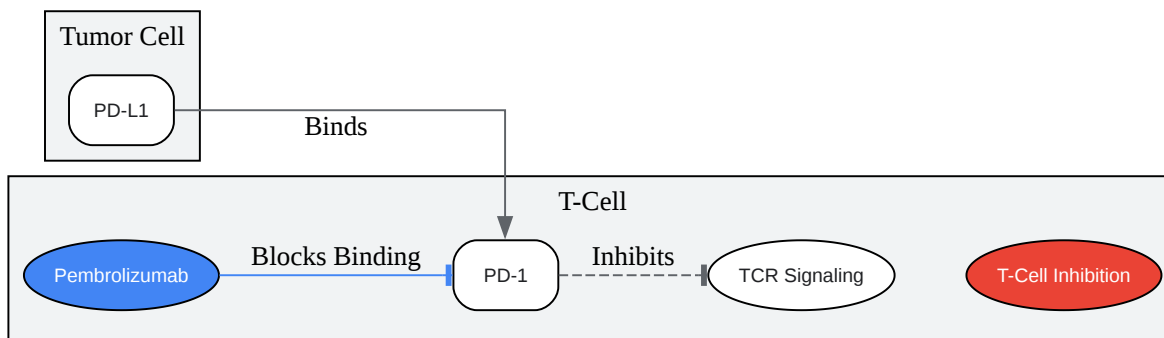 Tumor Cell
PD-L1
Binds
T-Cell
Pembrolizumab
Blocks Binding
PD-1
Inhibits
TCR Signaling
T-Cell Inhibition